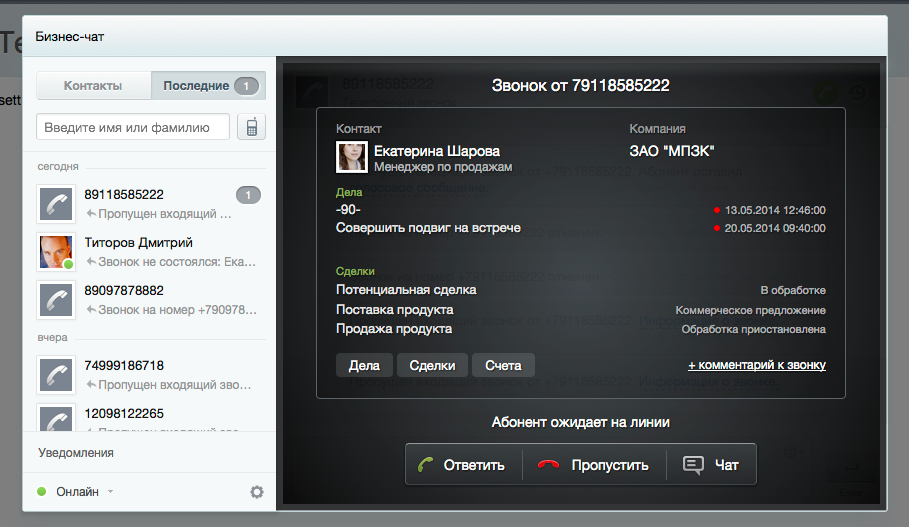 Бизнес-чат
Контакты
Последние 1
Введите имя или фамилию
сегодня
89118585222 1
Пропущен входящий ...
Титоров Дмитрий
Звонок не состоялся: Ека...
89097878882
Звонок на номер +790978...
вчера
74999186718
Пропущен входящий зво...
12098122265
Уведомления
Онлайн
sett
Звонок от 79118585222
Контакт
Екатерина Шарова
Менеджер по продажам
Компания
ЗАО "МПЗК"
Дела
-90- 13.05.2014 12:46:00
Совершить подвиг на встрече 20.05.2014 09:40:00
Сделки
Потенциальная сделка В обработке
Поставка продукта Коммерческое предложение
Продажа продукта Обработка приостановлена
Дела Сделки Счета + комментарий к звонку
Абонент ожидает на линии
Ответить Пропустить Чат